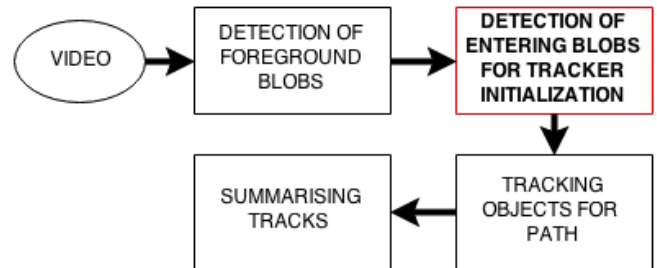 VIDEO
DETECTION OF
FOREGROUND
BLOBS
DETECTION OF
ENTERING BLOBS
FOR TRACKER
INITIALIZATION
TRACKING
OBJECTS FOR
PATH
SUMMARISING
TRACKS